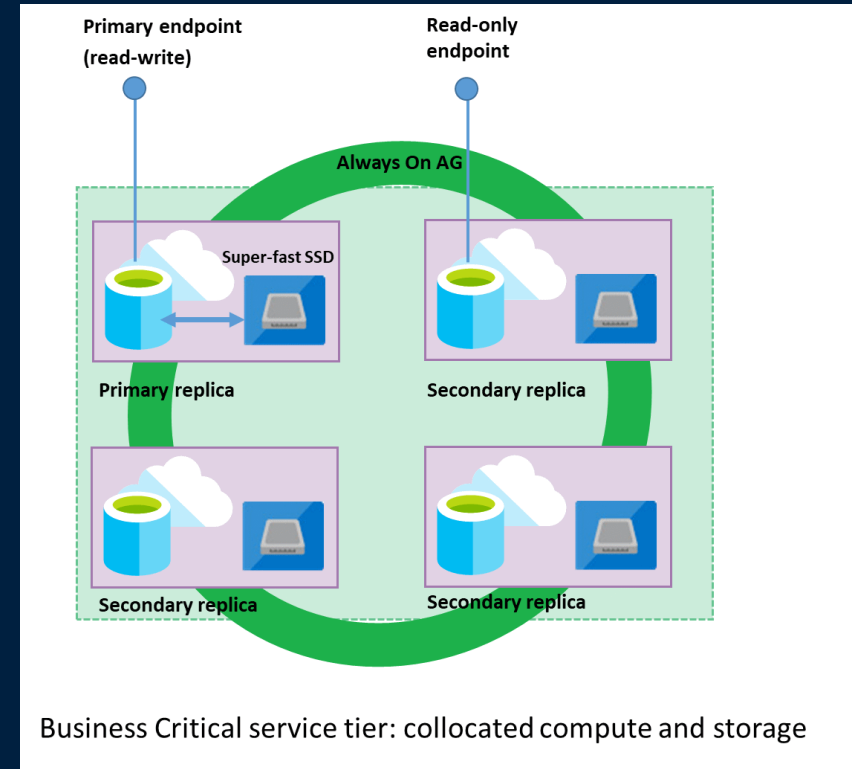 Primary endpoint
(read-write)
Read-only
endpoint
Always On AG
Super-fast SSD
Primary replica
Secondary replica
Secondary replica
Secondary replica
Business Critical service tier: collocated compute and storage